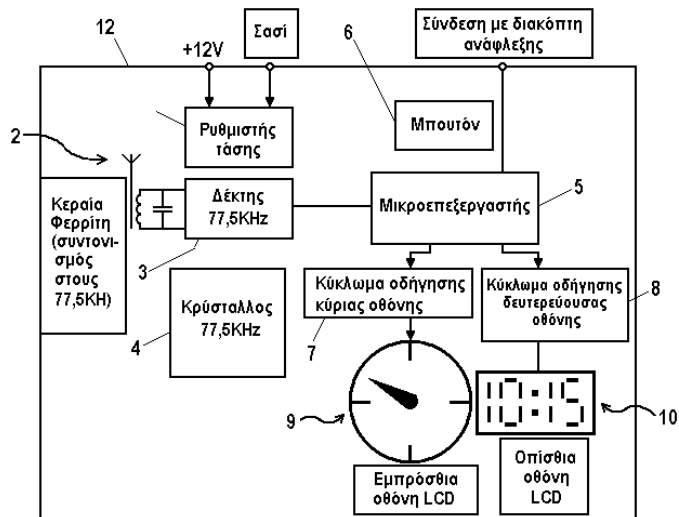 12
+12V
Σασί
6
Σύνδεση με διακόπτη
ανάφλεξης
2
Ρυθμιστής
τάσης
Μπουτόν
Κεραία
Φερρίτη
(συντονι-
σμός
στους
77,5KH)
Δέκτης
77,5KHz
3
Μικροεπεξεργαστής
5
Κρύσταλλος
77,5KHz
4
Κύκλωμα οδήγησης
κύριας οθόνης
7
Κύκλωμα οδήγησης
δευτερεύουσας
οθόνης
8
9
10:15
10
Εμπρόσθια
οθόνη LCD
Οπίσθια
οθόνη
LCD